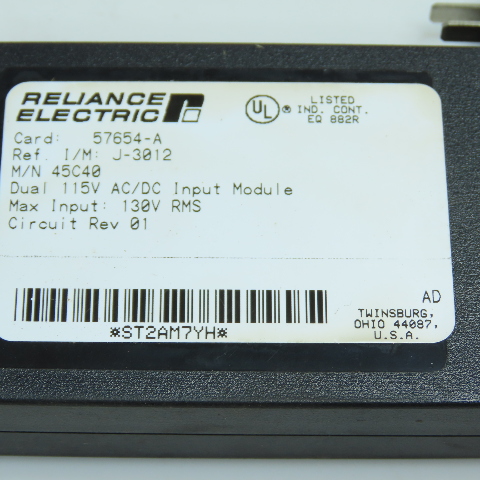 RELIANCE
ELECTRIC
UL ® LISTED
IND. CONT.
EQ 882R
Card: 57654-A
Ref. I/M: J-3012
M/N 45C40
Dual 115V AC/DC Input Module
Max Input: 130V RMS
Circuit Rev 01
*ST2AM7YH*
AD
TWINSBURG,
OHIO 44087,
U.S.A.